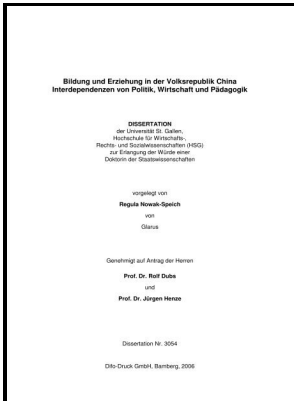 Bildung und Erziehung in der Volksrepublik China
Interdependenzen von Politik, Wirtschaft und Pädagogik
DISSERTATION
der Universität St. Gallen,
Hochschule für Wirtschafts-,
Rechts- und Sozialwissenschaften (HSG)
zur Erlangung der Würde einer
Doktorin der Staatswissenschaften
vorgelegt von
Regula Nowak-Speich
von
Glarus
Genehmigt auf Antrag der Herren
Prof. Dr. Rolf Dubs
und
Prof. Dr. Jürgen Henze
Dissertation Nr. 3054
Difo-Druck GmbH, Bamberg, 2006